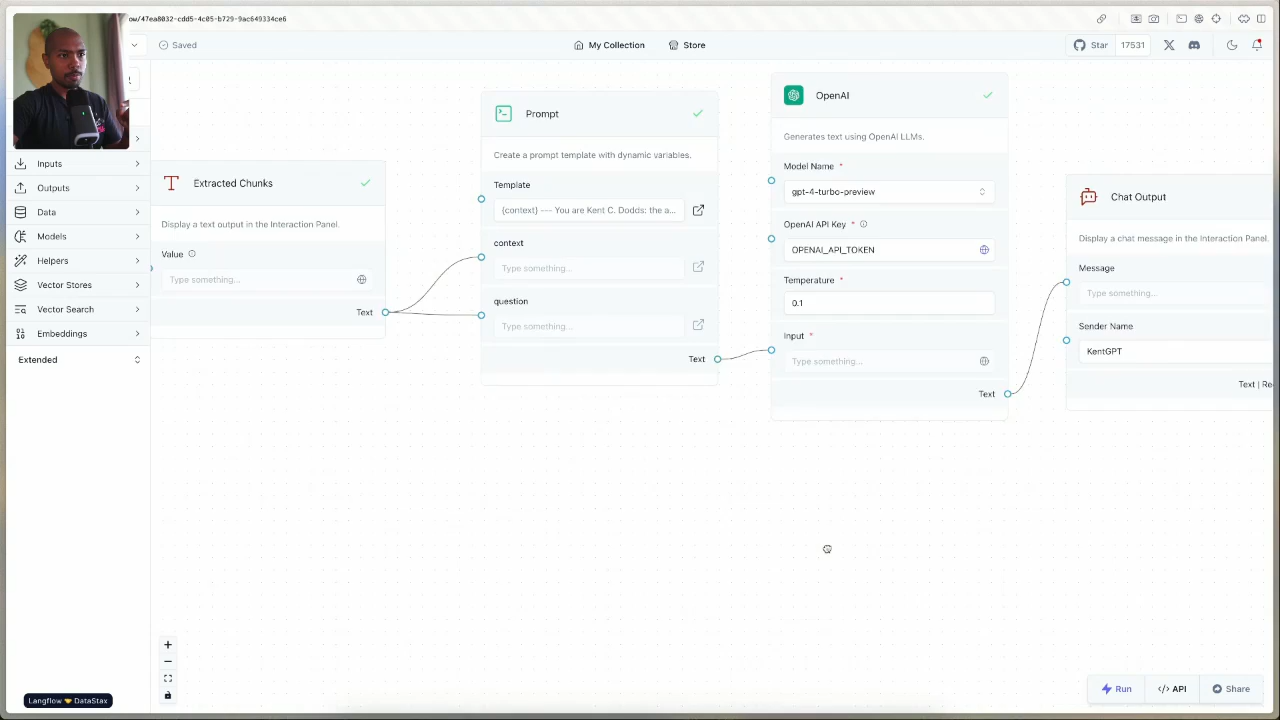 ow/47ea8032-cdd5-4c05-b729-9ac649334ce6
Saved
My Collection
Store
Star
17531
Inputs
Outputs
Data
Models
Helpers
Vector Stores
Vector Search
Embeddings
Extended
Extracted Chunks
Display a text output in the Interaction Panel.
Value
Type something...
Text
Prompt
Create a prompt template with dynamic variables.
Template
{context} --- You are Kent C. Dodds: the a...
context
Type something...
question
Type something...
Text
OpenAI
Generates text using OpenAI LLMs.
Model Name *
gpt-4-turbo-preview
OpenAI API Key *
OPENAI_API_TOKEN
Temperature *
0.1
Input *
Type something...
Text
Chat Output
Display a chat message in the Interaction Panel.
Message
Type something...
Sender Name
KentGPT
Text | Re
Langflow 🤝 DataStax
Run
</> API
Share